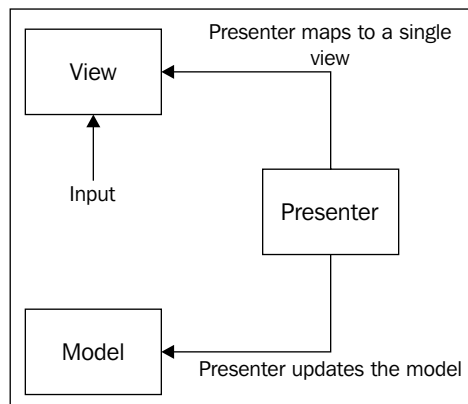 Presenter maps to a single
view
View
Input
Presenter
Model
Presenter updates the model